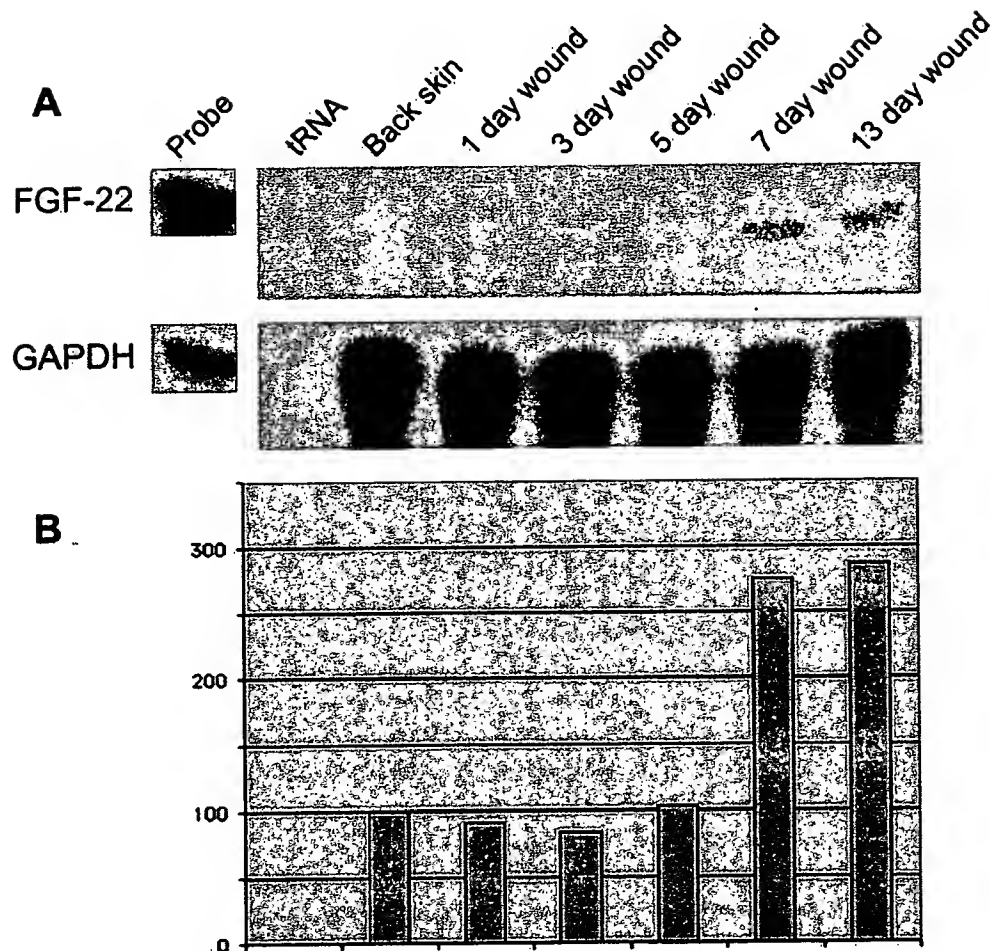 A
Probe
tRNA
Back skin
1 day wound
3 day wound
5 day wound
7 day wound
13 day wound
FGF-22
GAPDH
B
300
200
100
0